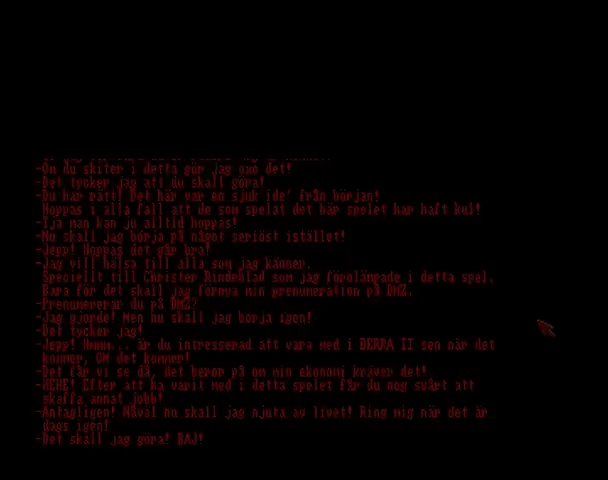 -Om du skiter i detta gör jag oxo det!
-Det tycker jag att du skall göra!
-Du har rätt! Det här var en sjuk ide' från början!
Hoppas i alla fall att de som spelat det här spelet har haft kul!
-Tja man kan ju alltid hoppas!
-Nu skall jag börja på något seriöst istället!
-Jepp! Hoppas det går bra!
-Jag vill hälsa till alla som jag känner.
Speciellt till Christer Rindeblad som jag förolämpade i detta spel.
Bara för det skall jag förnya min prenumeration på DMZ.
-Prenumererar du på DMZ?
-Jag gjorde! Men nu skall jag börja igen!
-Det tycker jag!
-Jepp! Hmmm... är du intresserad att vara med i DERRA II sen när det
kommer, OM det kommer!
-Det får vi se då, det beror på om min ekonomi kräver det!
-HEHE! Efter att ha varit med i detta spelet får du nog svårt att
skaffa annat jobb!
-Antagligen! Nåväl nu skall jag njuta av livet! Ring mig när det är
dags igen!
-Det skall jag göra! BAJ!